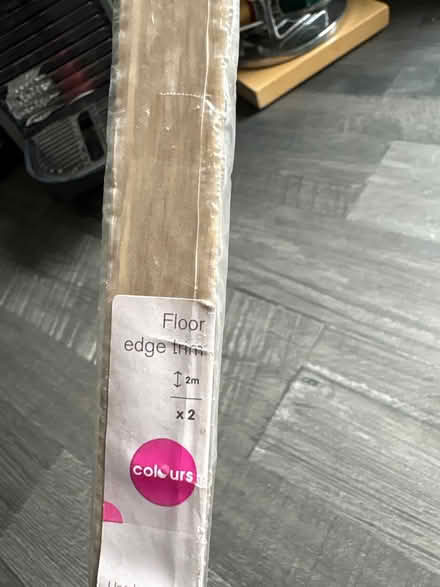 Floor
edge trim
2m
x 2
colours